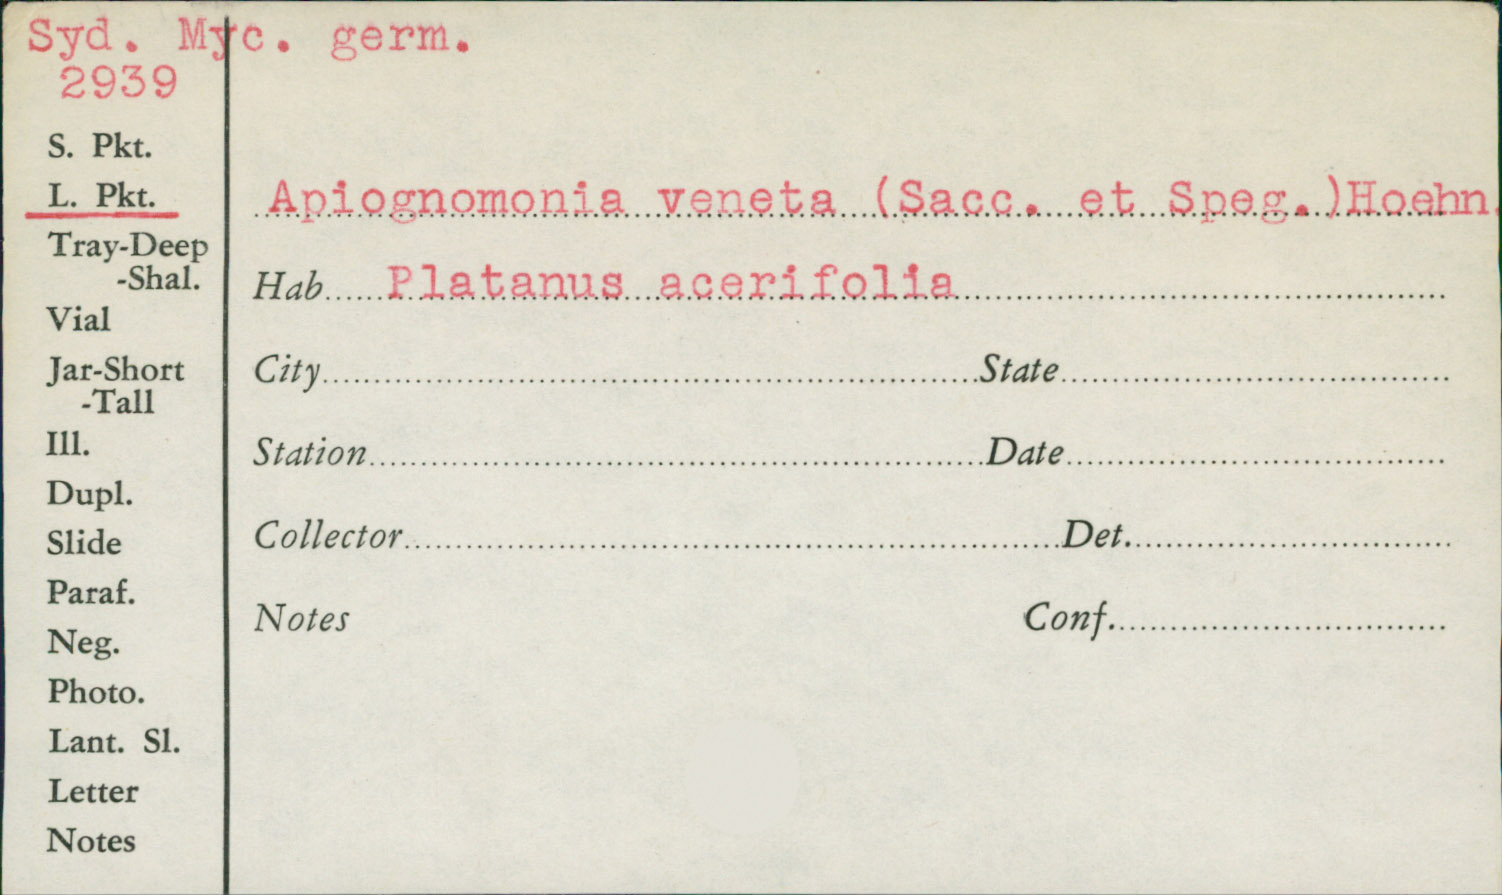 Syd. Myc. germ.
2939
S. Pkt.
L. Pkt.
Apiognomonia veneta (Sacc. et Speg.)Hoehn.
Tray-Deep
-Shal.
Hab..... Platanus acerifolia
Vial
Jar-Short
-Tall
City State
Ill.
Station Date
Dupl.
Slide
Collector Det.
Paraf.
Notes Conf.
Neg.
Photo.
Lant. Sl.
Letter
Notes